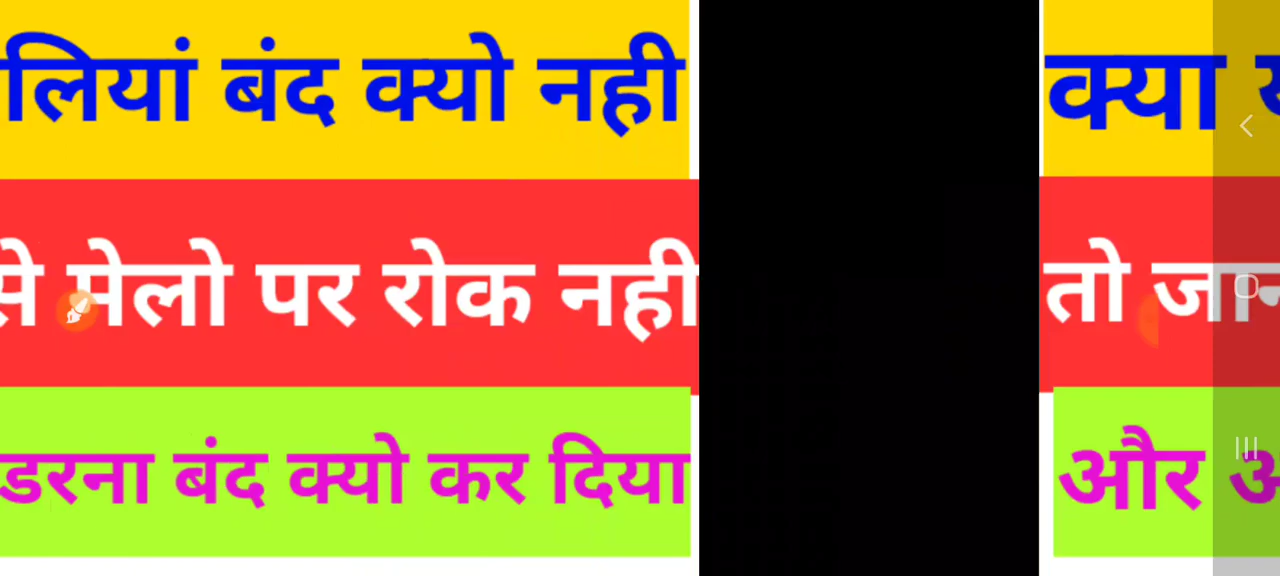 लियां बंद क्यो नही
क्या
से मेलो पर रोक नही
तो
डरना बंद क्यो कर दिया
और